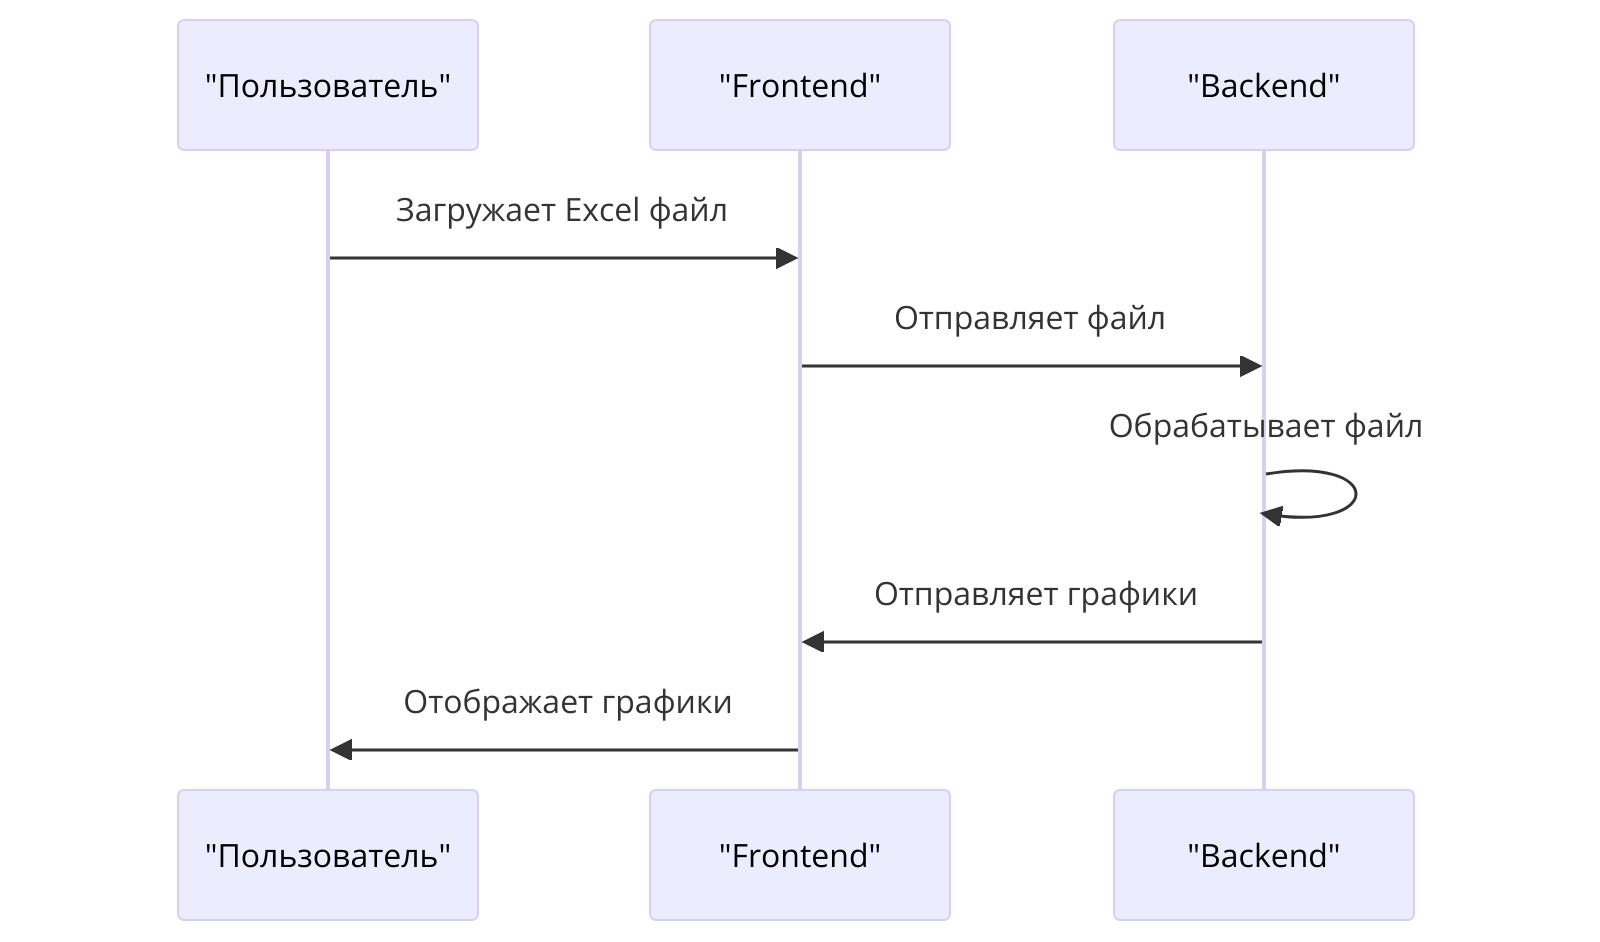 "Пользователь"
"Frontend"
"Backend"
Загружает Excel файл
Отправляет файл
Обрабатывает файл
Отправляет графики
Отображает графики
"Пользователь"
"Frontend"
"Backend"